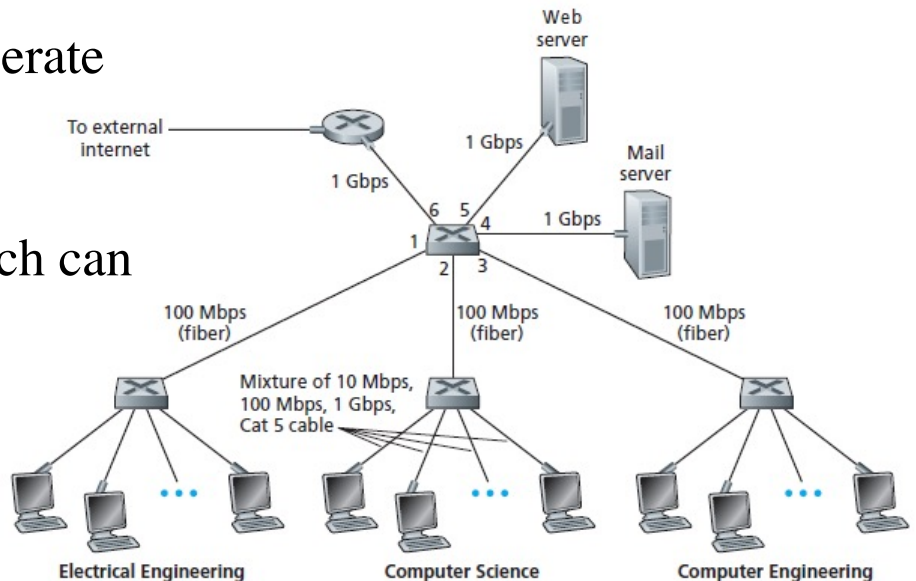 erate
ch can
Web
server
To external
internet
1 Gbps
1 Gbps
Mail
server
1 Gbps
6
5
4
1
2
3
100 Mbps
(fiber)
100 Mbps
(fiber)
100 Mbps
(fiber)
Mixture of 10 Mbps,
100 Mbps, 1 Gbps,
Cat 5 cable
Electrical Engineering
Computer Science
Computer Engineering